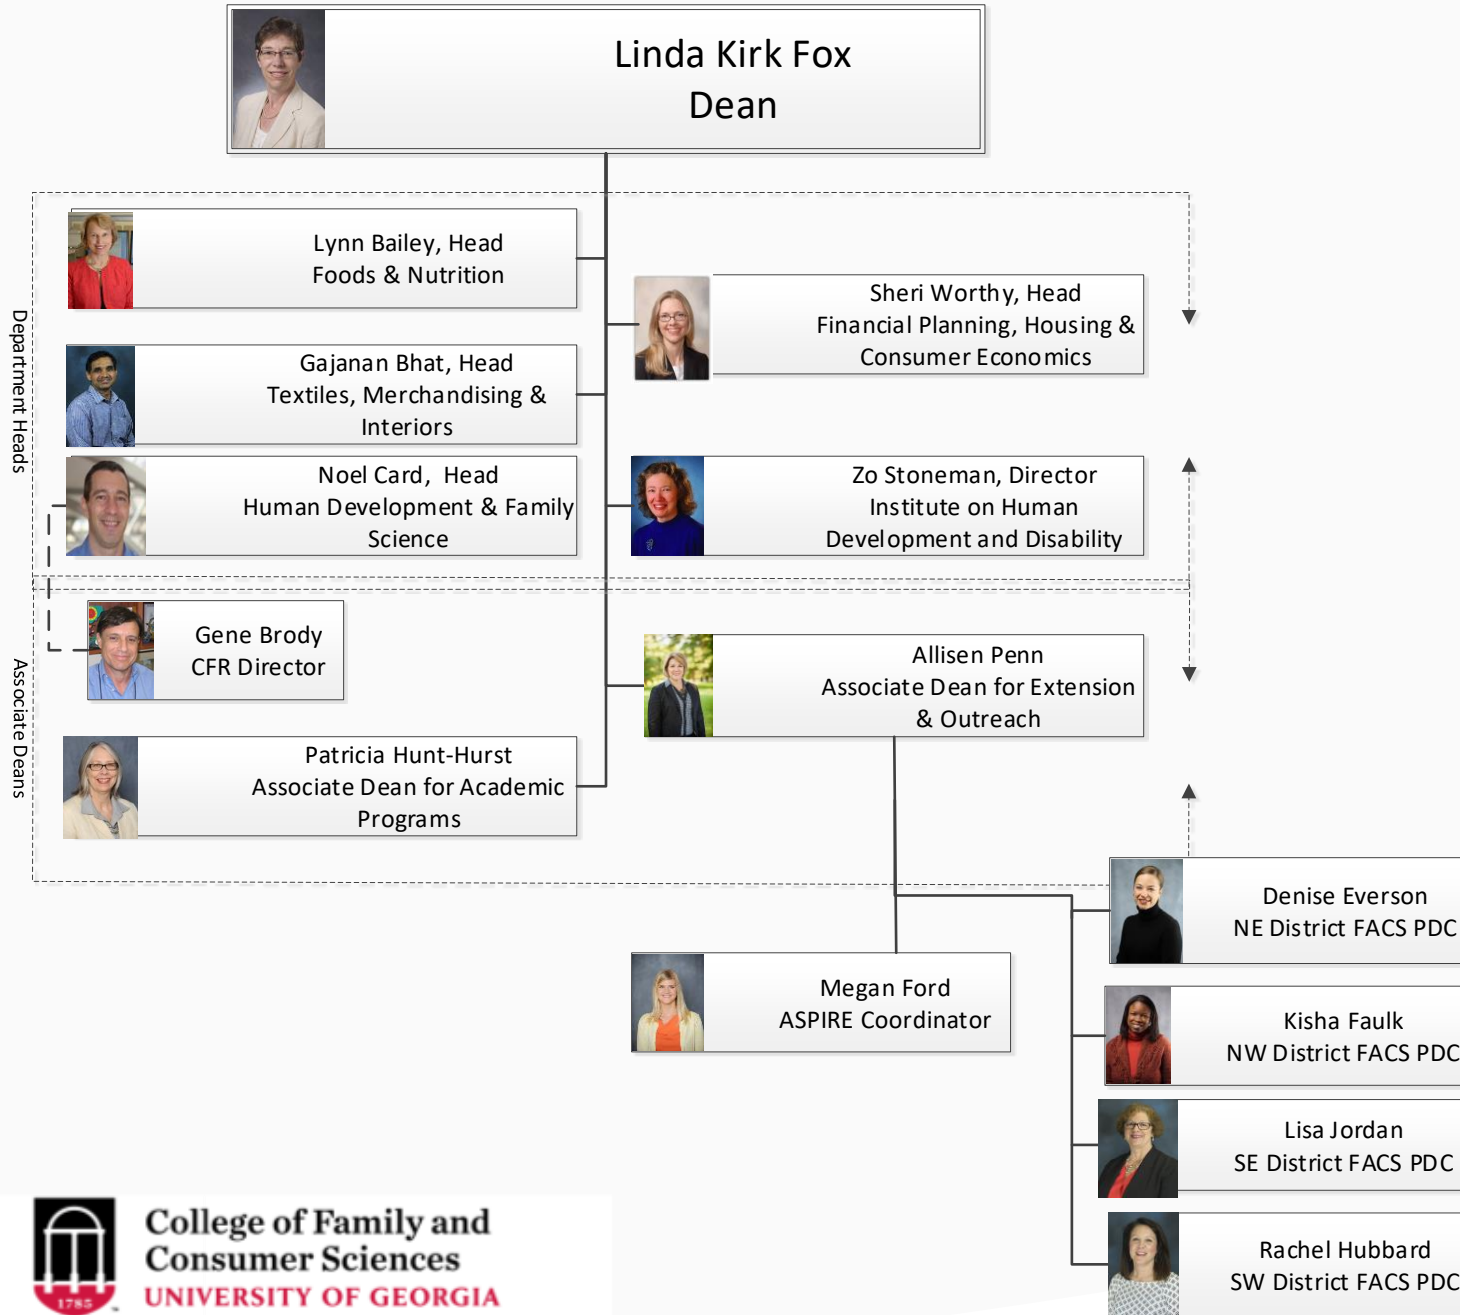 Linda Kirk Fox
Dean
Department Heads
Lynn Bailey, Head
Foods & Nutrition
Sheri Worthy, Head
Financial Planning, Housing &
Consumer Economics
Gajanan Bhat, Head
Textiles, Merchandising &
Interiors
Noel Card,  Head
Human Development & Family
Science
Zo Stoneman, Director
Institute on Human
Development and Disability
Associate Deans
Gene Brody
CFR Director
Allisen Penn
Associate Dean for Extension
& Outreach
Patricia Hunt-Hurst
Associate Dean for Academic
Programs
Denise Everson
NE District FACS PDC
Megan Ford
ASPIRE Coordinator
Kisha Faulk
NW District FACS PDC
Lisa Jordan
SE District FACS PDC
Rachel Hubbard
SW District FACS PDC
College of Family and
Consumer Sciences
UNIVERSITY OF GEORGIA
1785